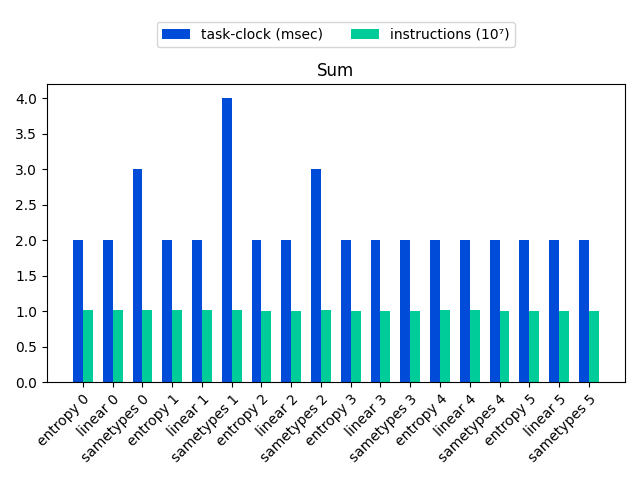 task-clock (msec) instructions (10⁷)
Sum
4.0
3.5
3.0
2.5
2.0
1.5
1.0
0.5
0.0
entropy 0
linear 0
sametypes 0
entropy 1
linear 1
sametypes 1
entropy 2
linear 2
sametypes 2
entropy 3
linear 3
sametypes 3
entropy 4
linear 4
sametypes 4
entropy 5
linear 5
sametypes 5